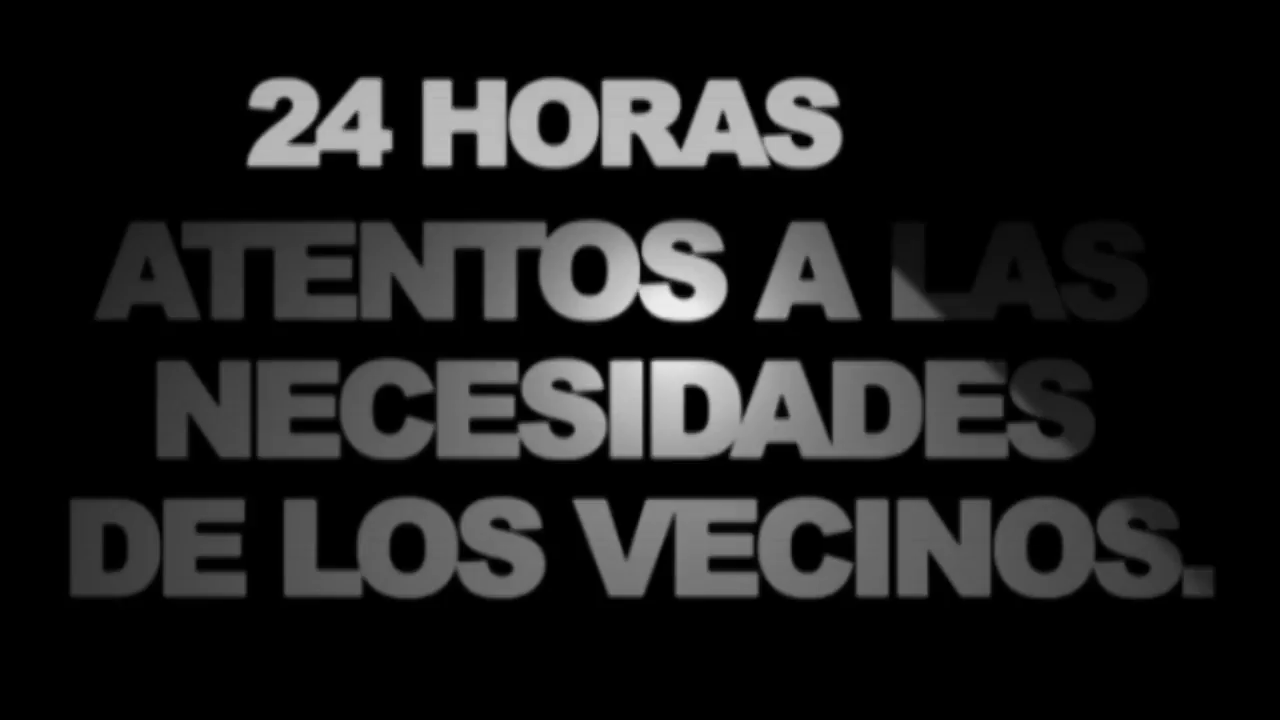 24 HORAS
ATENTOS A LAS
NECESIDADES
DE LOS VECINOS.